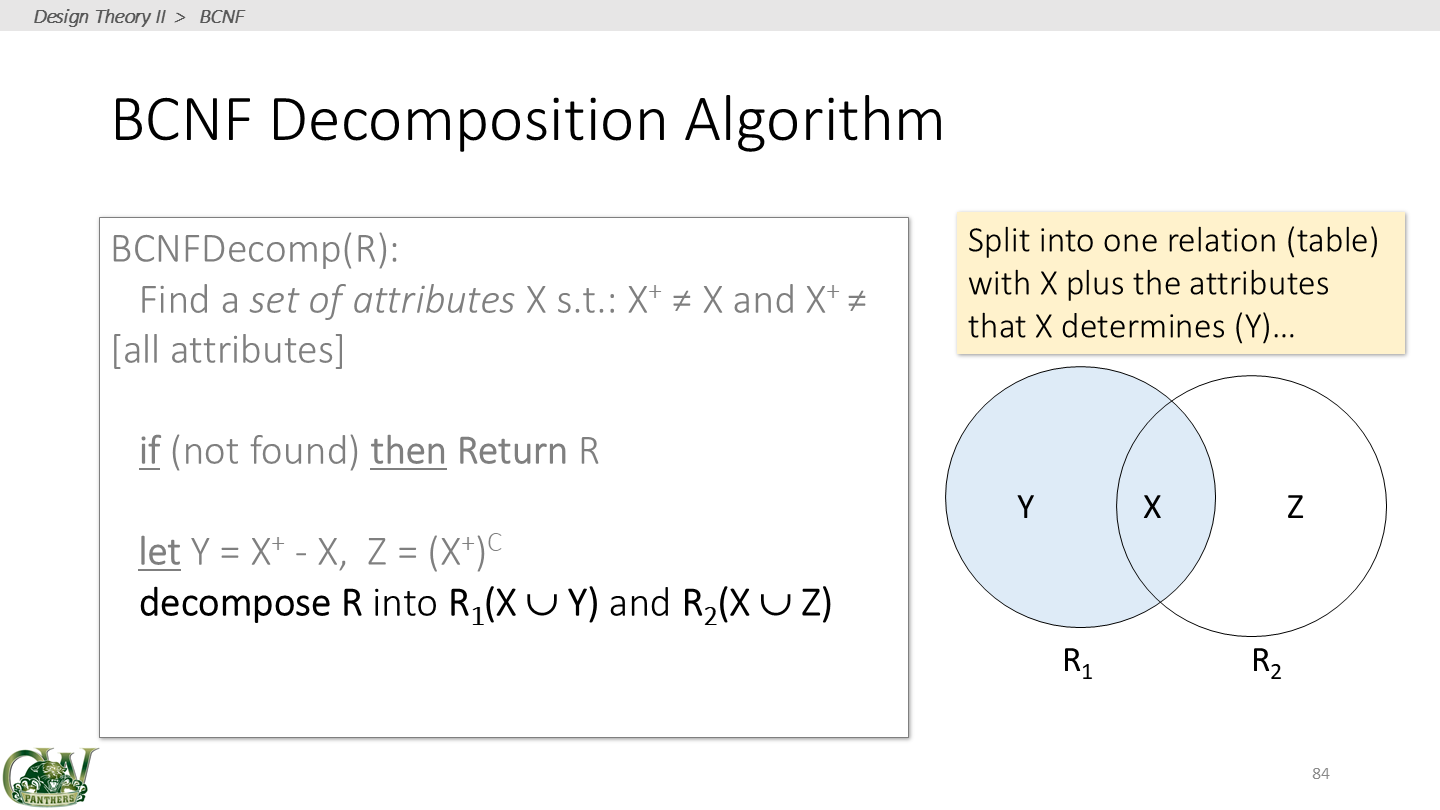 Design Theory II > BCNF
BCNF Decomposition Algorithm
BCNFDecomp(R):
Find a set of attributes X s.t.: X⁺ ≠ X and X⁺ ≠
[all attributes]
if (not found) then Return R
let Y = X⁺ - X, Z = (X⁺)ᶜ
decompose R into R₁(X ∪ Y) and R₂(X ∪ Z)
Split into one relation (table)
with X plus the attributes
that X determines (Y)…
Y X Z
R₁ R₂
CW
PANTHERS
84